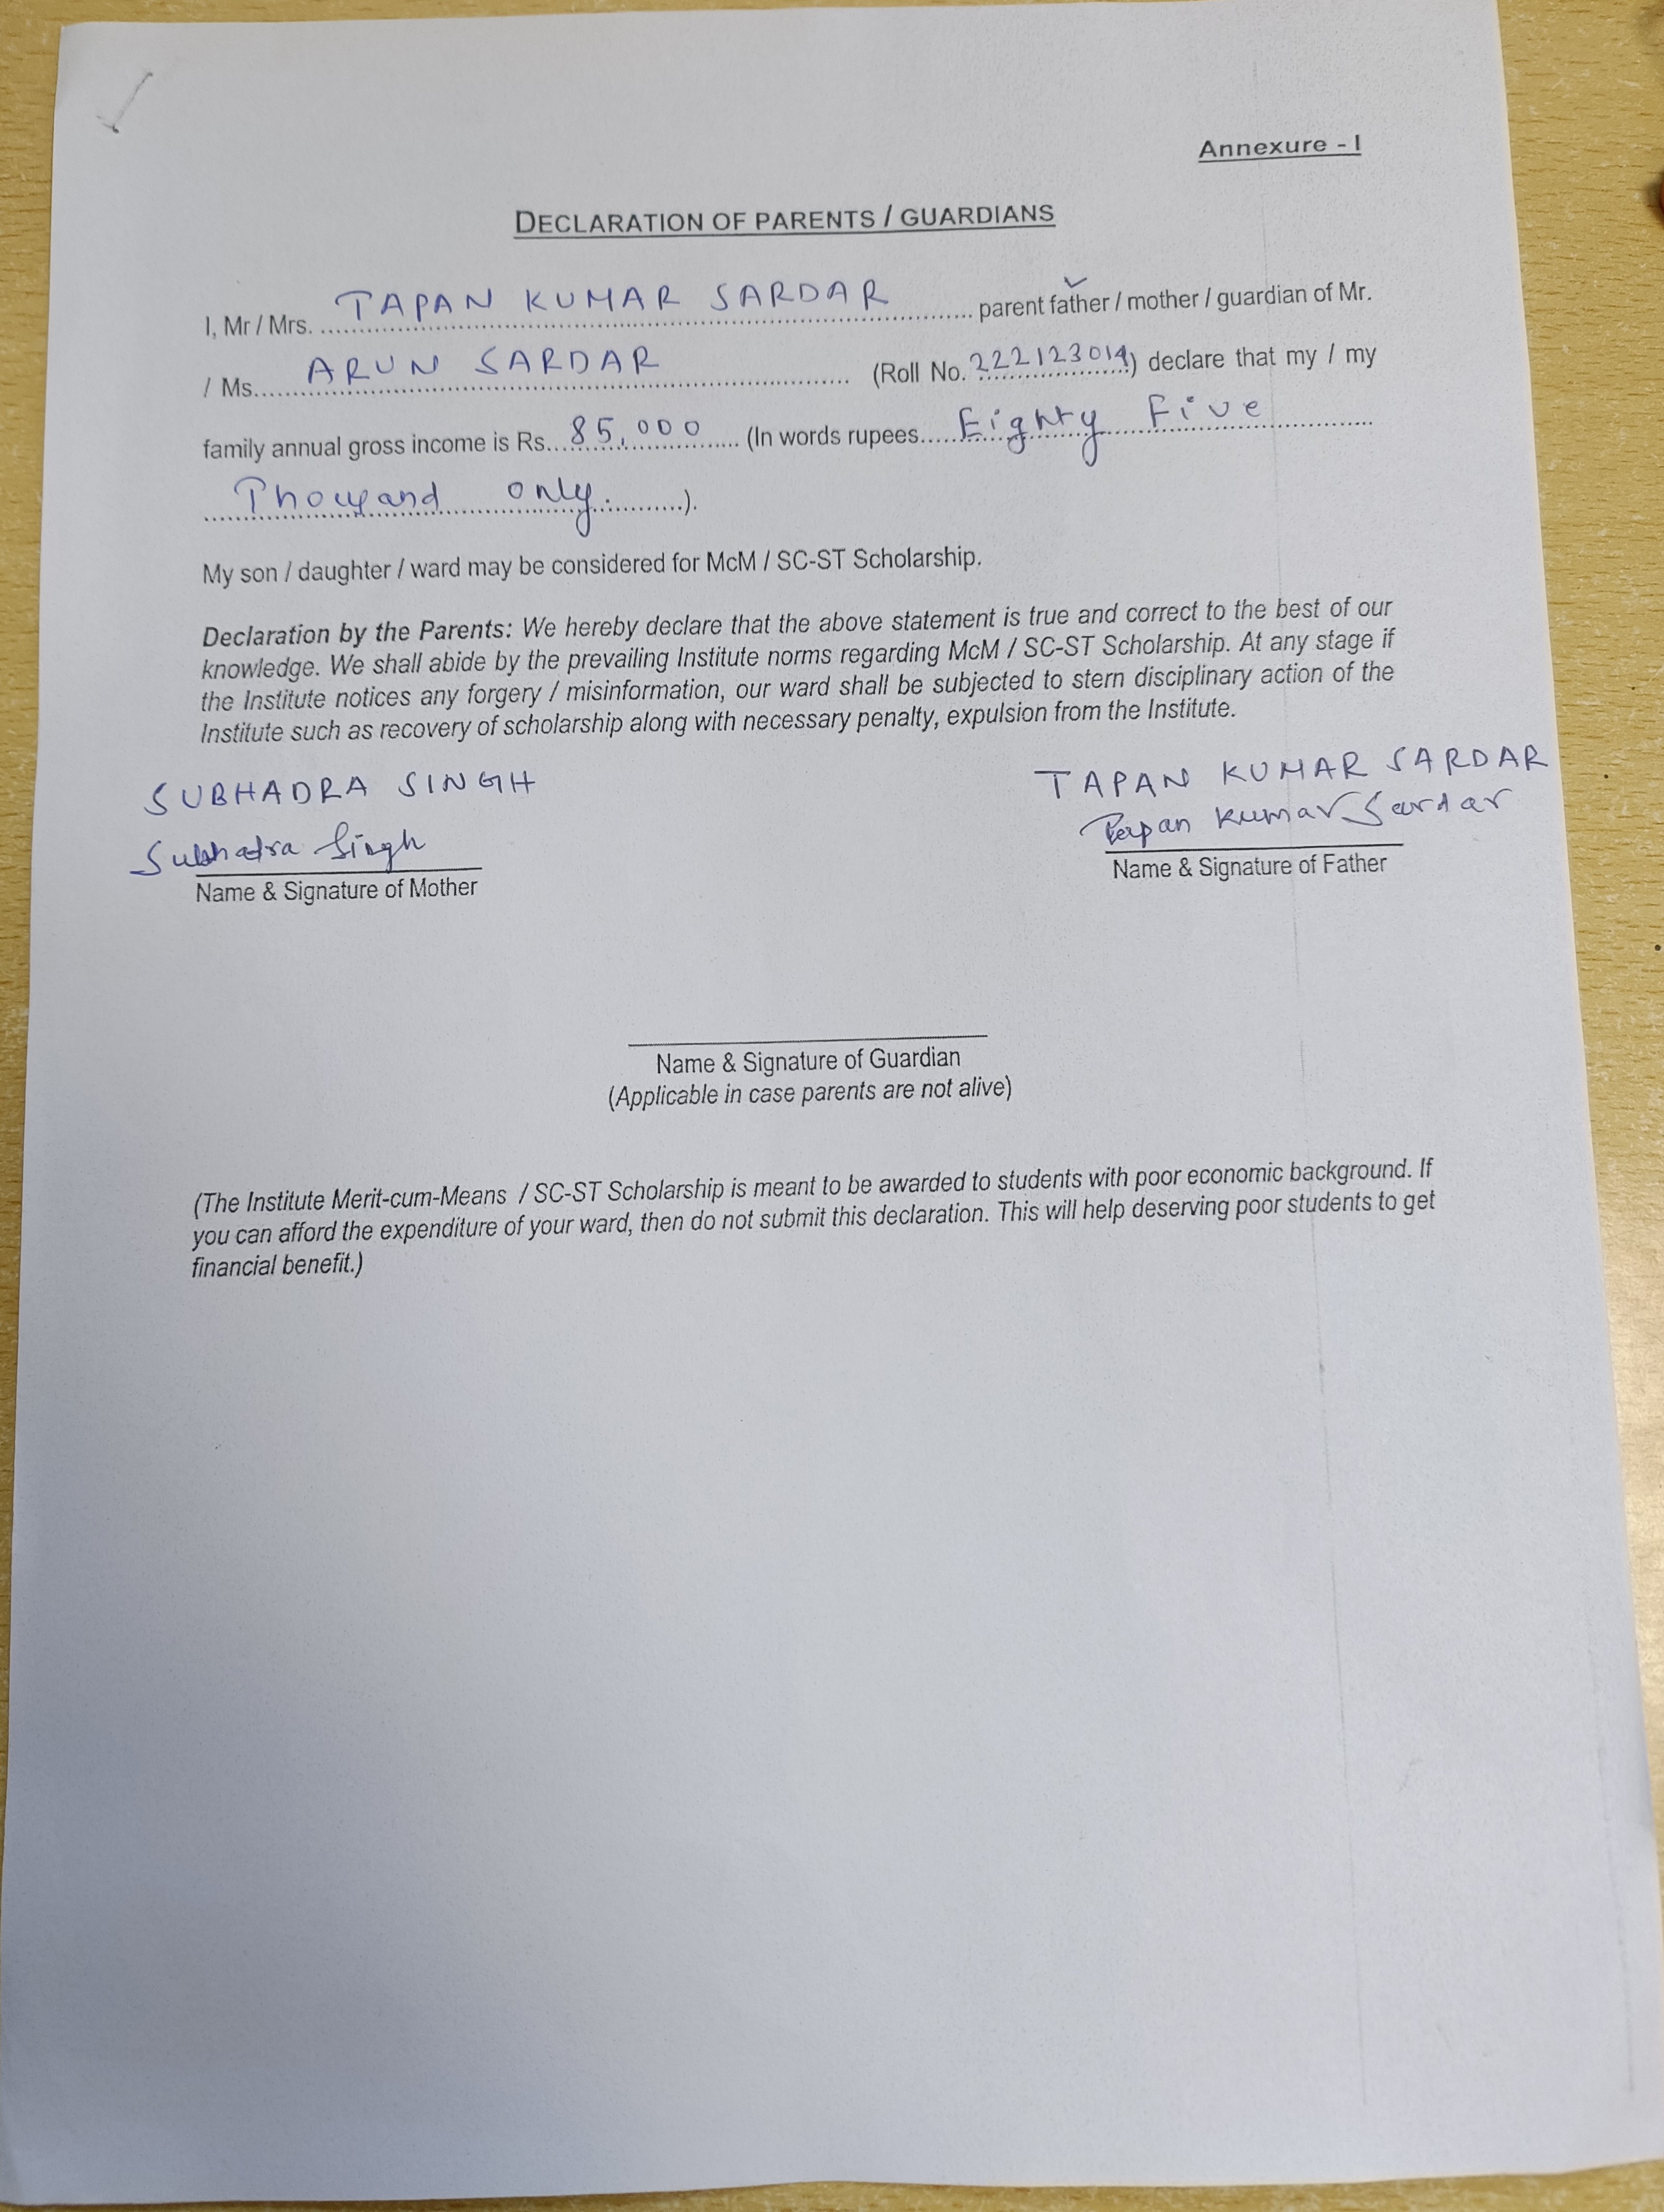 Annexure - I
DECLARATION OF PARENTS / GUARDIANS
I, Mr / Mrs. TAPAN KUMAR SARDAR parent father / mother / guardian of Mr.
/ Ms. ARUN SARDAR (Roll No. 222123014) declare that my / my
family annual gross income is Rs. 85,000 (In words rupees Eighty Five
Thousand only.).
My son / daughter / ward may be considered for McM / SC-ST Scholarship.
Declaration by the Parents: We hereby declare that the above statement is true and correct to the best of our
knowledge. We shall abide by the prevailing Institute norms regarding McM / SC-ST Scholarship. At any stage if
the Institute notices any forgery / misinformation, our ward shall be subjected to stern disciplinary action of the
Institute such as recovery of scholarship along with necessary penalty, expulsion from the Institute.
SUBHADRA SINGH
Subhadra Singh
Name & Signature of Mother
TAPAN KUMAR SARDAR
Tapan Kumar Sardar
Name & Signature of Father
Name & Signature of Guardian
(Applicable in case parents are not alive)
(The Institute Merit-cum-Means / SC-ST Scholarship is meant to be awarded to students with poor economic background. If
you can afford the expenditure of your ward, then do not submit this declaration. This will help deserving poor students to get
financial benefit.)